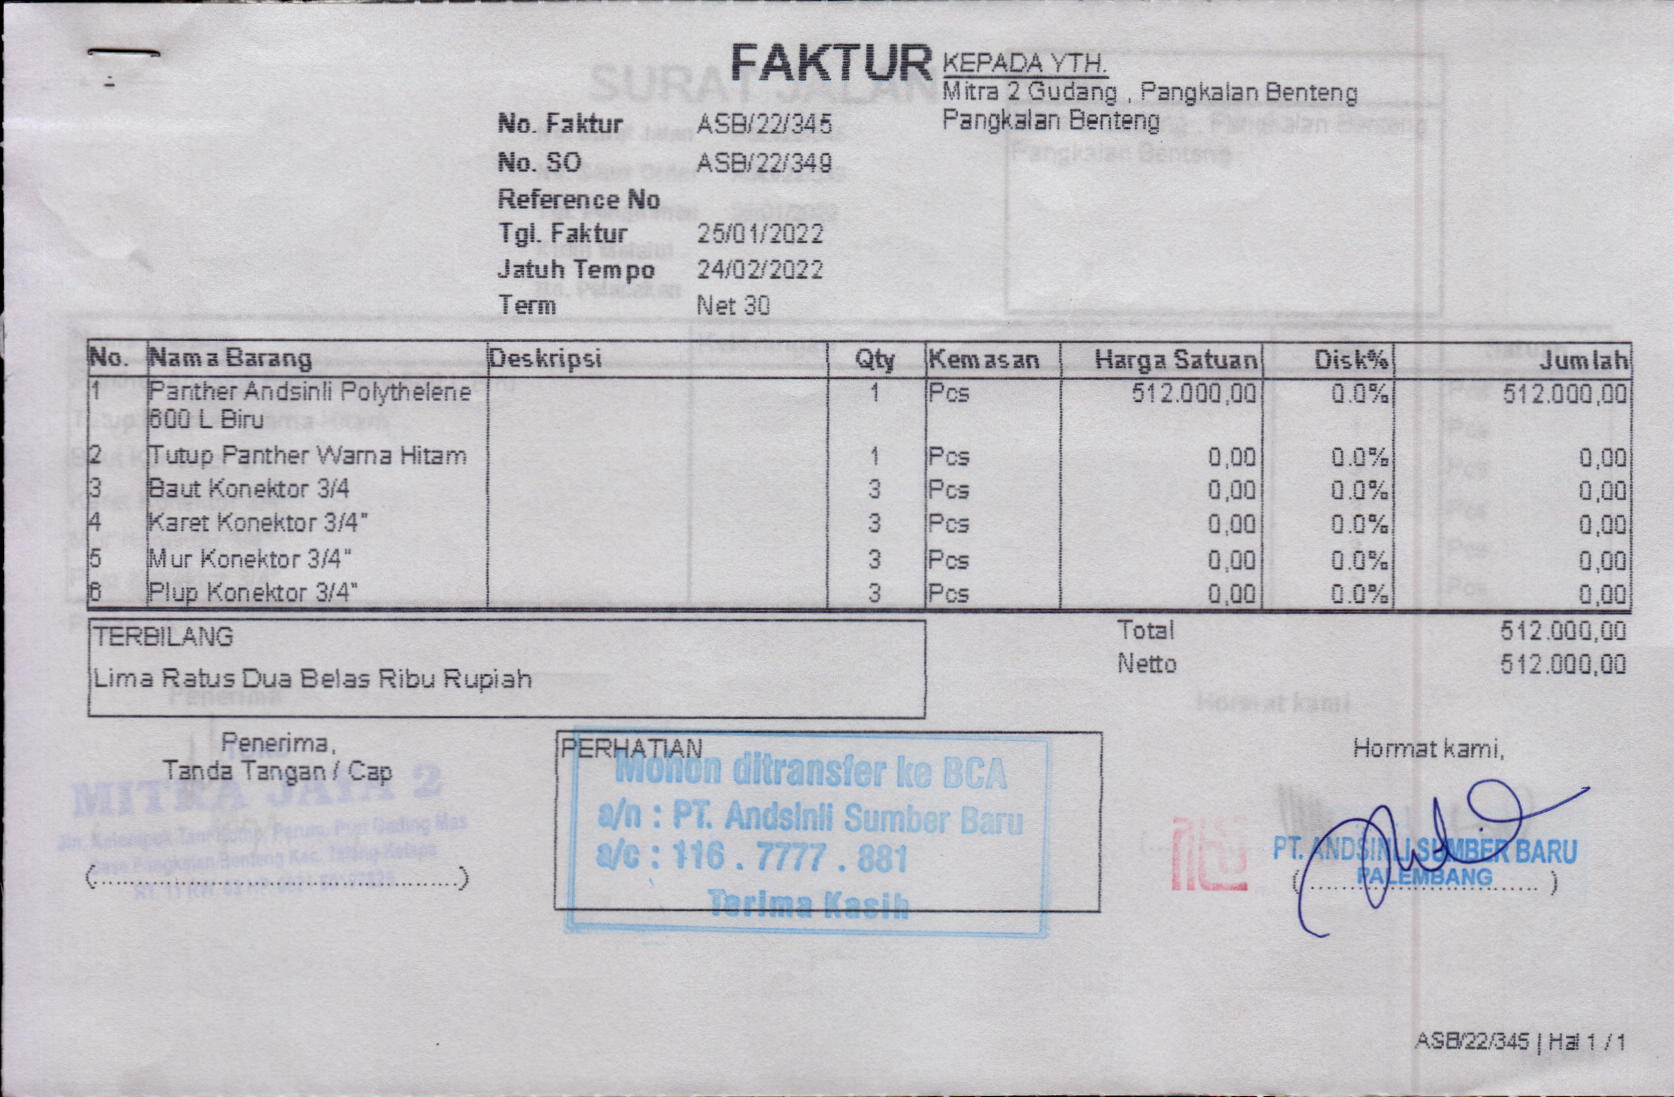 FAKTUR
KEPADA YTH.
Mitra 2 Gudang , Pangkalan Benteng
Pangkalan Benteng
No. Faktur ASB/22/345
No. SO ASB/22/349
Reference No
Tgl. Faktur 25/01/2022
Jatuh Tempo 24/02/2022
Term Net 30
No. Nama Barang Deskripsi Qty Kemasan Harga Satuan Disk% Jumlah
1 Panther Andsinli Polythelene 1 Pcs 512.000,00 0.0% 512.000,00
600 L Biru
2 Tutup Panther Warna Hitam 1 Pcs 0,00 0.0% 0,00
3 Baut Konektor 3/4 3 Pcs 0,00 0.0% 0,00
4 Karet Konektor 3/4" 3 Pcs 0,00 0.0% 0,00
5 Mur Konektor 3/4" 3 Pcs 0,00 0.0% 0,00
6 Plup Konektor 3/4" 3 Pcs 0,00 0.0% 0,00
TERBILANG
Lima Ratus Dua Belas Ribu Rupiah
Total 512.000,00
Netto 512.000,00
Penerima,
Tanda Tangan / Cap
MITRA JAYA 2
(........................................................)
PERHATIAN
Mohon ditransfer ke BCA
a/n : PT. Andsinli Sumber Baru
a/c : 116 . 7777 . 881
Terima Kasih
Hormat kami,
PT. ANDSINLI SUMBER BARU
PALEMBANG
( ................................... )
ASB/22/345 | Hal 1 / 1